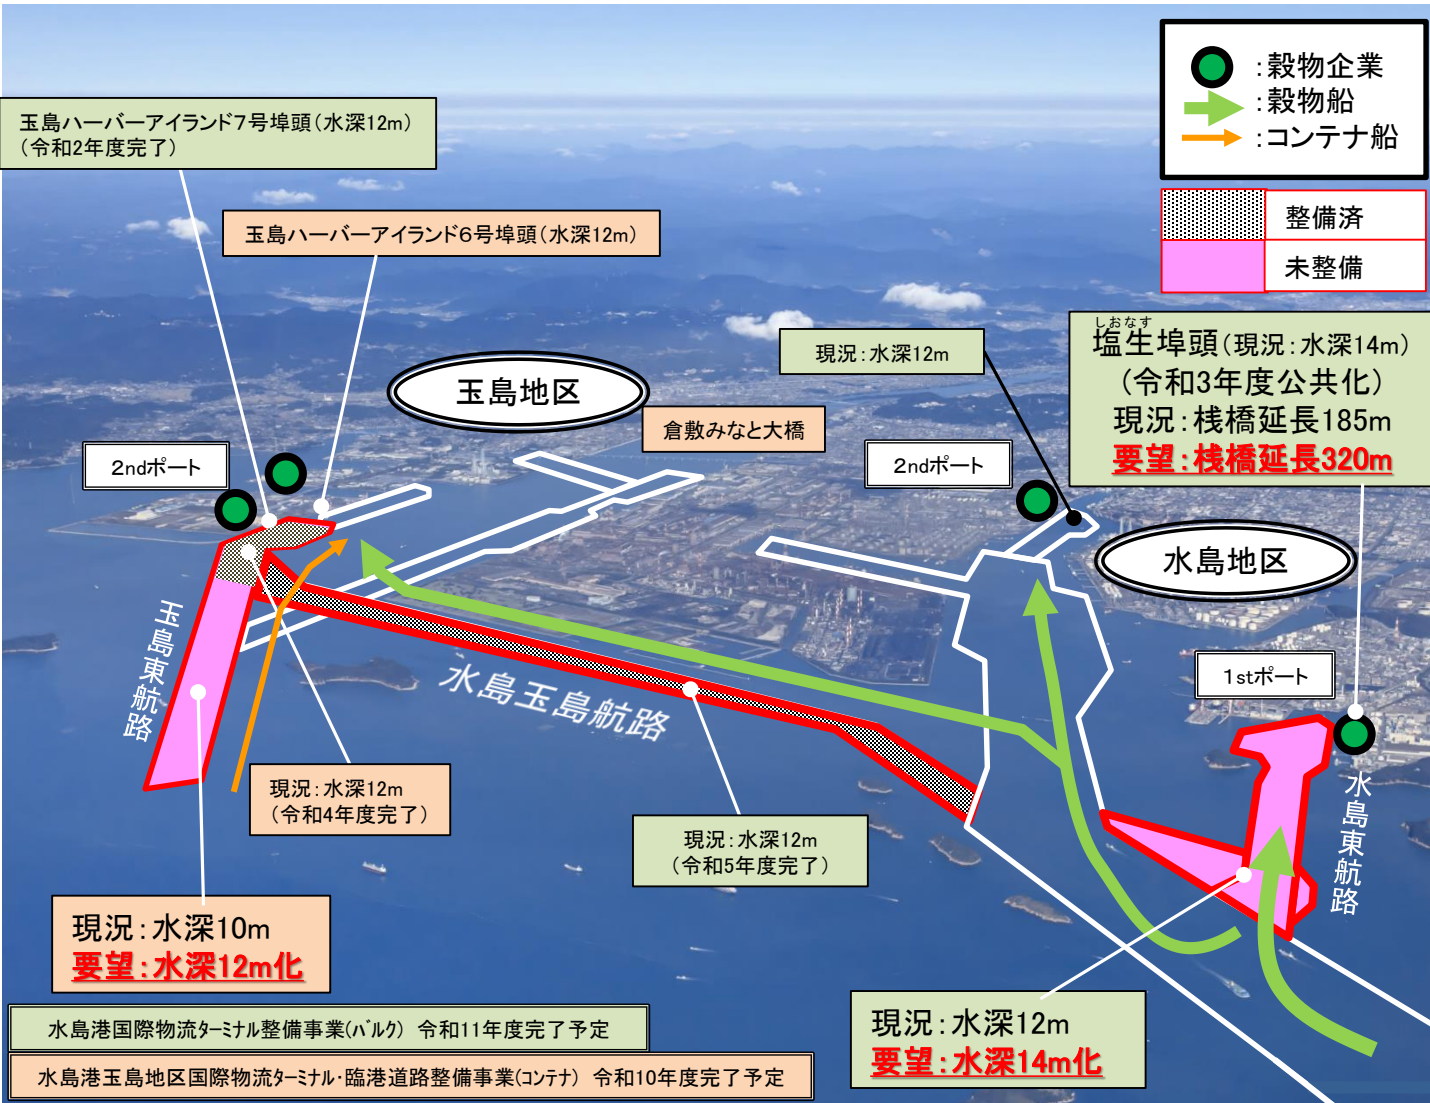 ：穀物企業
：穀物船
：コンテナ船
整備済
未整備
玉島ハーバーアイランド7号埠頭（水深12m）
（令和2年度完了）
玉島ハーバーアイランド6号埠頭（水深12m）
現況：水深12m
しおなす
塩生埠頭（現況：水深14m）
（令和3年度公共化）
現況：桟橋延長185m
要望：桟橋延長320m
玉島地区
倉敷みなと大橋
2ndポート
2ndポート
水島地区
1stポート
玉島東航路
水島玉島航路
水島東航路
現況：水深12m
（令和4年度完了）
現況：水深12m
（令和5年度完了）
現況：水深10m
要望：水深12m化
現況：水深12m
要望：水深14m化
水島港国際物流ﾀｰﾐﾅﾙ整備事業(ﾊﾞﾙｸ)　令和11年度完了予定
水島港玉島地区国際物流ﾀｰﾐﾅﾙ･臨港道路整備事業(ｺﾝﾃﾅ)　令和10年度完了予定